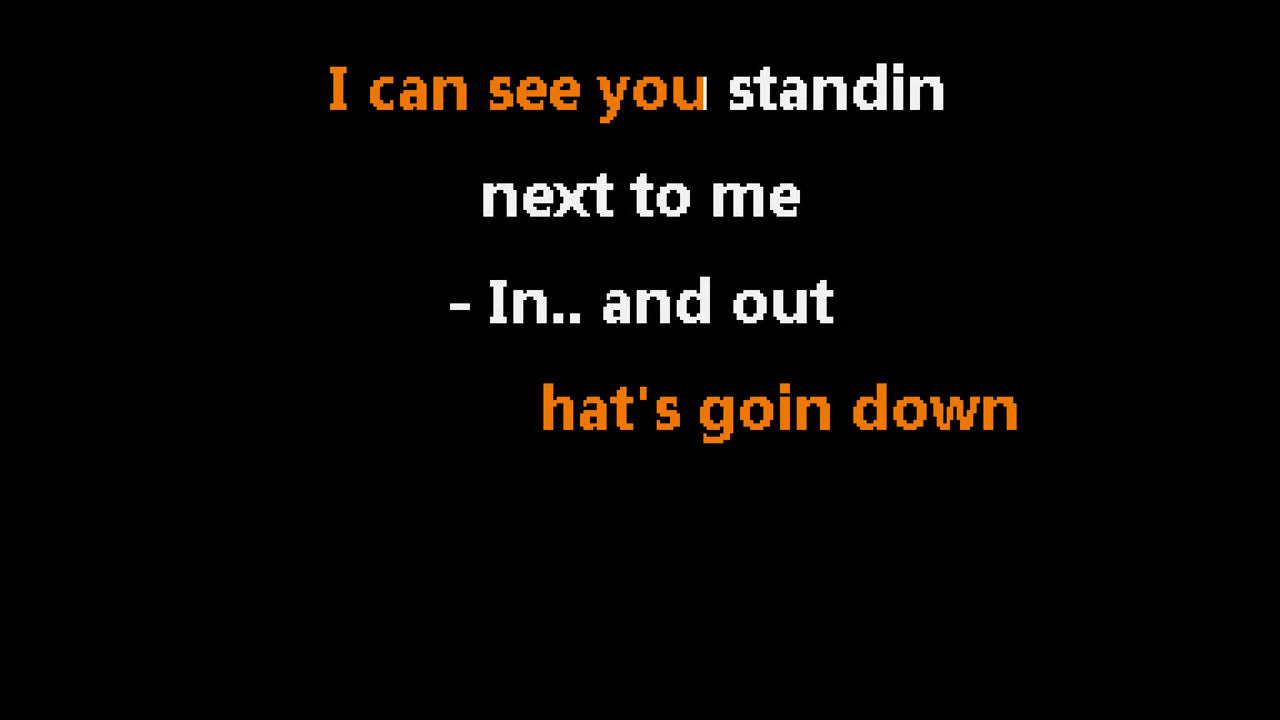 I can see you standin
next to me
- In.. and out
hat's goin down